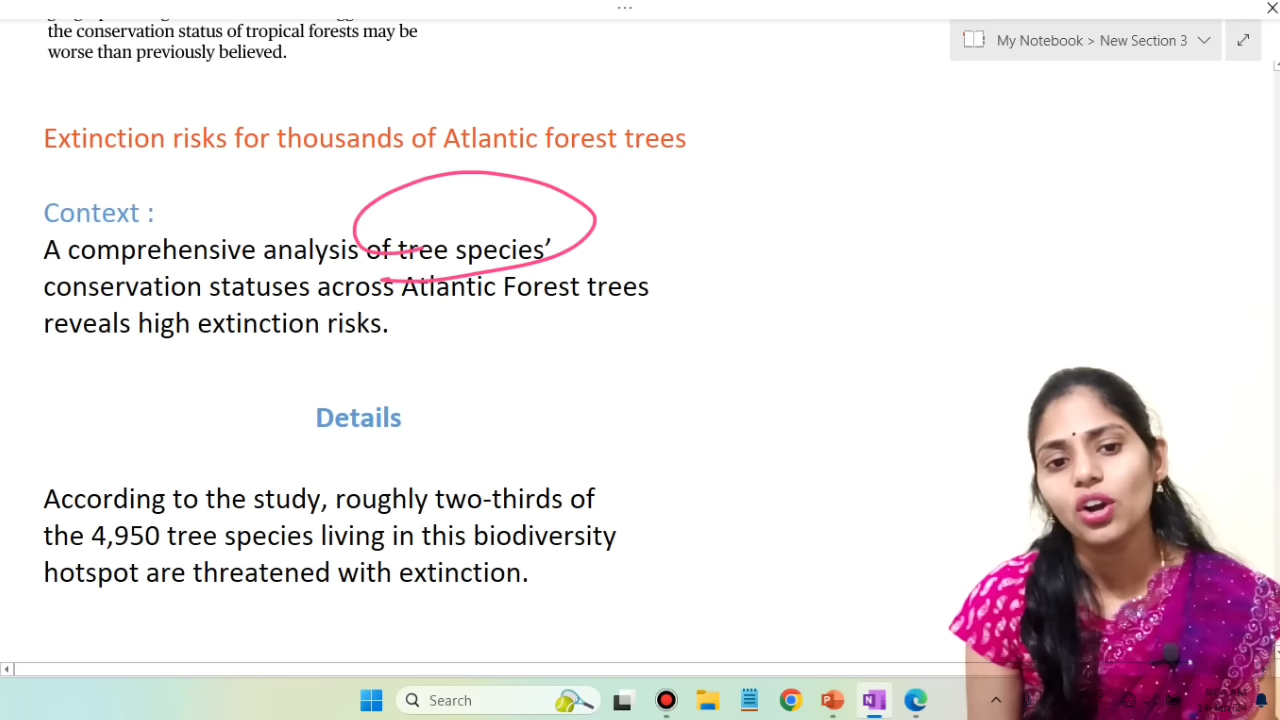 the conservation status of tropical forests may be
worse than previously believed.
My Notebook > New Section 3
Extinction risks for thousands of Atlantic forest trees
Context :
A comprehensive analysis of tree species’
conservation statuses across Atlantic Forest trees
reveals high extinction risks.
Details
According to the study, roughly two-thirds of
the 4,950 tree species living in this biodiversity
hotspot are threatened with extinction.
Search